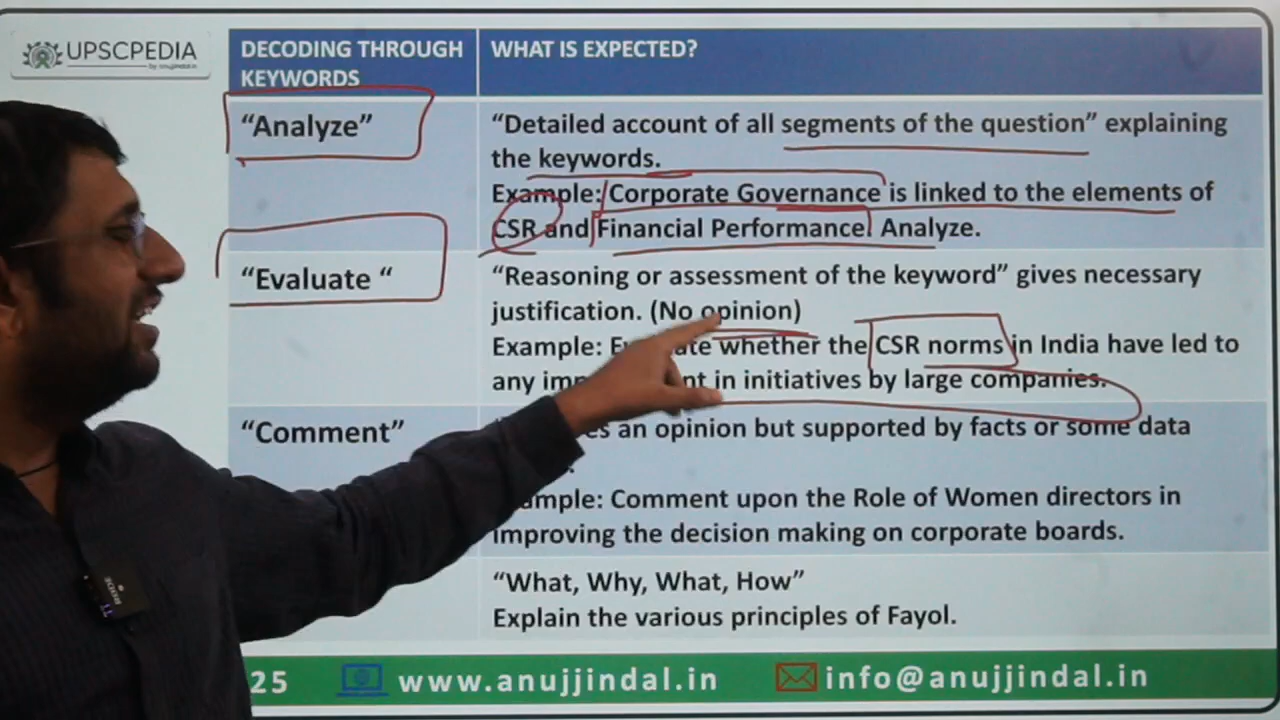 UPSCPEDIA
by anujjindal.in
DECODING THROUGH
KEYWORDS
WHAT IS EXPECTED?
“Analyze”
“Detailed account of all segments of the question” explaining
the keywords.
Example: Corporate Governance is linked to the elements of
CSR and Financial Performance. Analyze.
“Evaluate “
“Reasoning or assessment of the keyword” gives necessary
justification. (No opinion)
Example: whether the CSR norms in India have led to
any in initiatives by large companies.
“Comment”
an opinion but supported by facts or some data
Comment upon the Role of Women directors in
improving the decision making on corporate boards.
“What, Why, What, How”
Explain the various principles of Fayol.
25
www.anujjindal.in
info@anujjindal.in
RODE